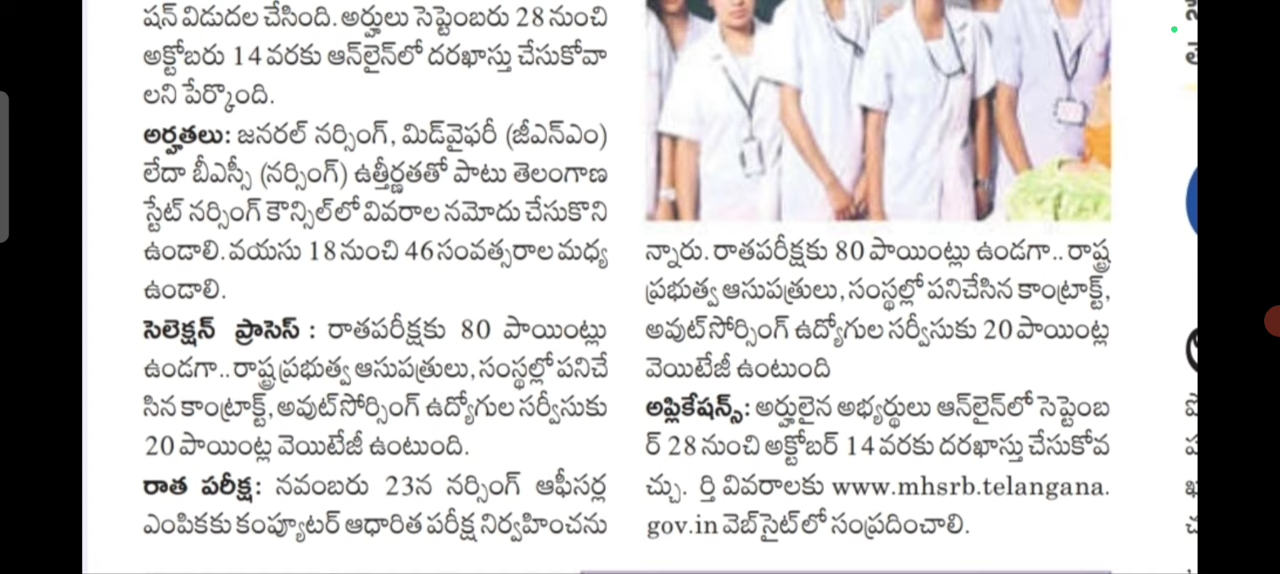 షన్ విడుదల చేసింది. అర్హులు సెప్టెంబరు 28 నుంచి
అక్టోబరు 14 వరకు ఆన్‌లైన్‌లో దరఖాస్తు చేసుకోవా
లని పేర్కొంది.
అర్హతలు: జనరల్ నర్సింగ్, మిడ్‌వైఫరీ (జీఎన్ఎం)
లేదా బీఎస్సీ (నర్సింగ్) ఉత్తీర్ణతతో పాటు తెలంగాణ
స్టేట్ నర్సింగ్ కౌన్సిల్‌లో వివరాల నమోదు చేసుకొని
ఉండాలి. వయసు 18 నుంచి 46 సంవత్సరాల మధ్య
ఉండాలి.
సెలెక్షన్ ప్రాసెస్ : రాతపరీక్షకు 80 పాయింట్లు
ఉండగా.. రాష్ట్ర ప్రభుత్వ ఆసుపత్రులు, సంస్థల్లో పనిచే
సిన కాంట్రాక్ట్, అవుట్‌సోర్సింగ్ ఉద్యోగుల సర్వీసుకు
20 పాయింట్ల వెయిటేజీ ఉంటుంది.
రాత పరీక్ష: నవంబరు 23న నర్సింగ్ ఆఫీసర్ల
ఎంపికకు కంప్యూటర్ ఆధారిత పరీక్ష నిర్వహించను
న్నారు. రాతపరీక్షకు 80 పాయింట్లు ఉండగా.. రాష్ట్ర
ప్రభుత్వ ఆసుపత్రులు, సంస్థల్లో పనిచేసిన కాంట్రాక్ట్,
అవుట్‌సోర్సింగ్ ఉద్యోగుల సర్వీసుకు 20 పాయింట్ల
వెయిటేజీ ఉంటుంది
అప్లికేషన్స్: అర్హులైన అభ్యర్థులు ఆన్‌లైన్‌లో సెప్టెంబ
ర్ 28 నుంచి అక్టోబర్ 14 వరకు దరఖాస్తు చేసుకోవ
చ్చు. ర్తి వివరాలకు www.mhsrb.telangana.
gov.in వెబ్‌సైట్‌లో సంప్రదించాలి.